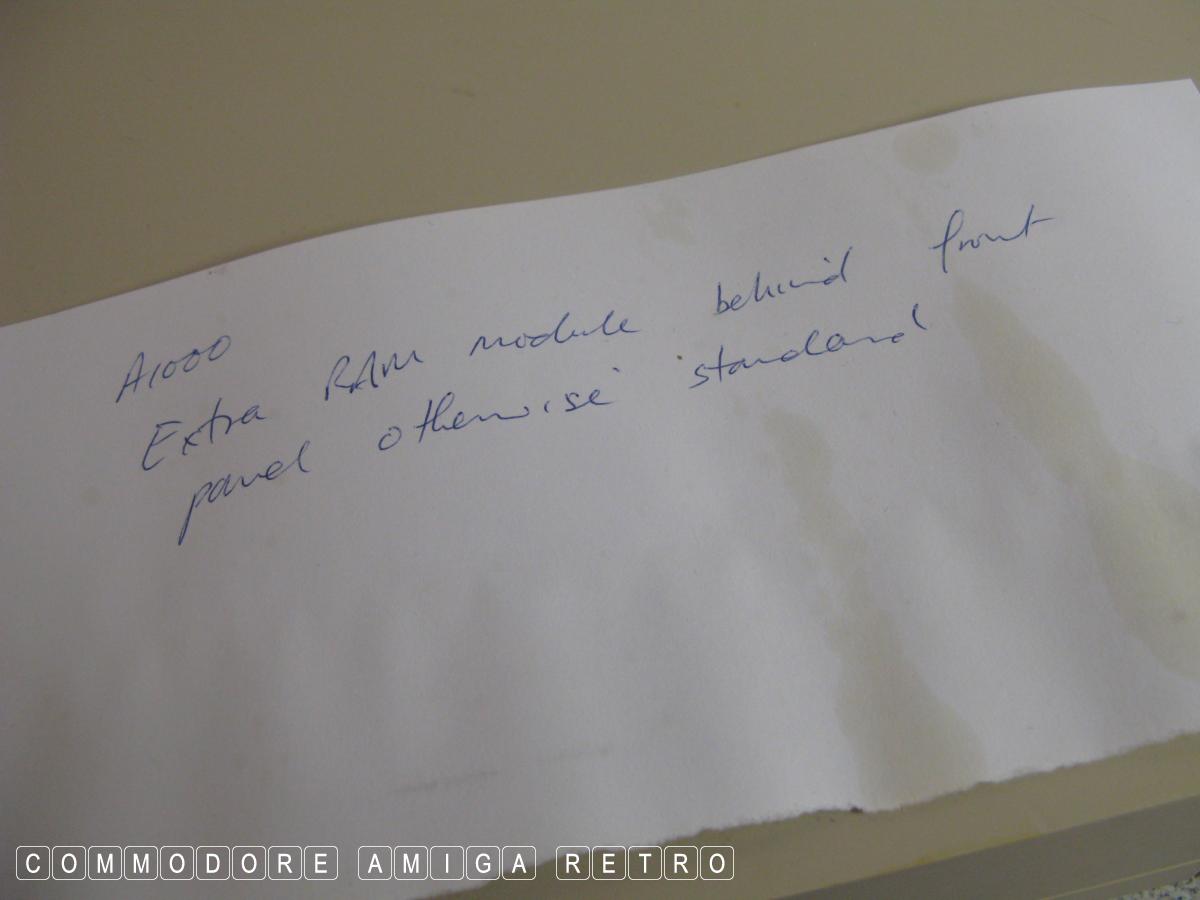 A1000
Extra RAM module behind front
panel otherwise standard
COMMODORE AMIGA RETRO